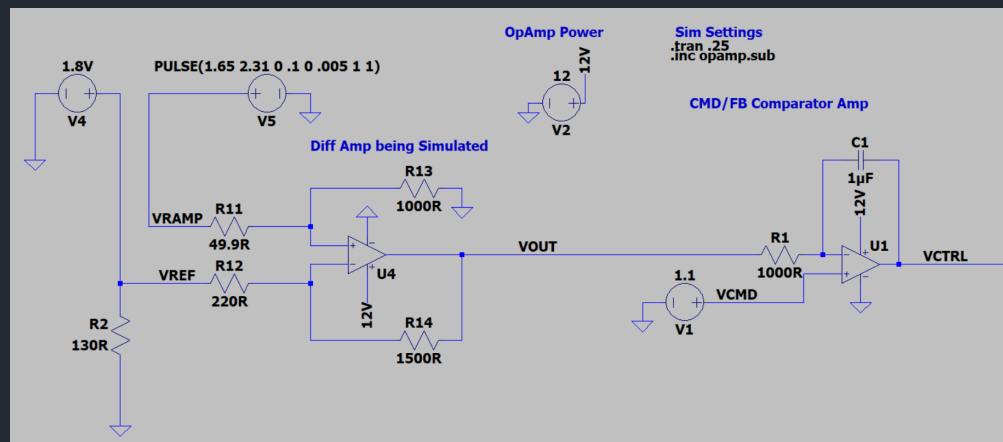 OpAmp Power
Sim Settings
.tran .25
.inc opamp.sub
1.8V
PULSE(1.65 2.31 0 .1 0 .005 1 1)
12
12V
V4
V5
V2
CMD/FB Comparator Amp
Diff Amp being Simulated
C1
1µF
R13
1000R
12V
R11
VRAMP
49.9R
+
−
R12
VREF
220R
−
+
U4
12V
VOUT
R1
1000R
U1
VCTRL
1.1
VCMD
V1
R2
130R
R14
1500R